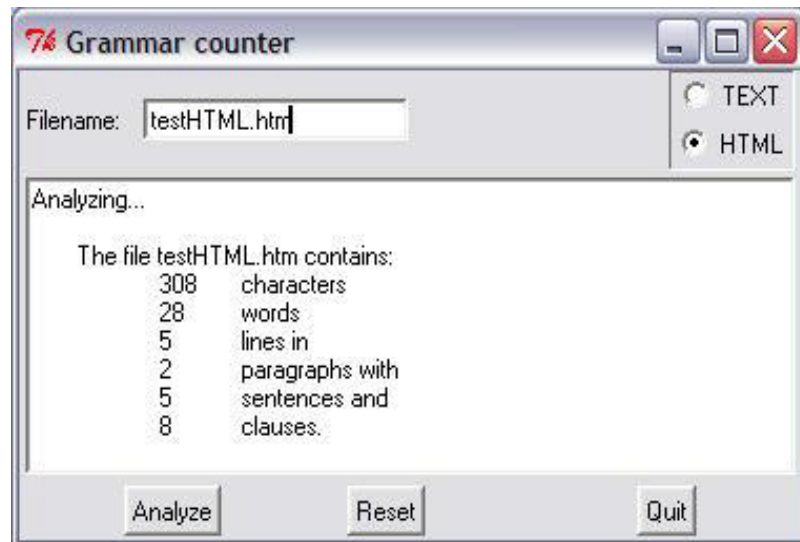 Grammar counter
Filename: testHTML.htm
TEXT
HTML
Analyzing...
The file testHTML.htm contains:
308 characters
28 words
5 lines in
2 paragraphs with
5 sentences and
8 clauses.
Analyze Reset Quit